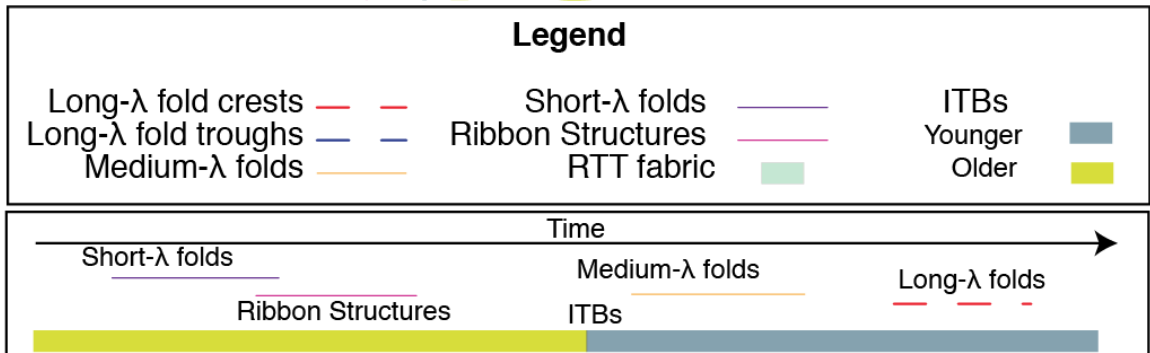 Legend
Long-λ fold crests
Long-λ fold troughs
Medium-λ folds
Short-λ folds
Ribbon Structures
RTT fabric
ITBs
Younger
Older
Time
Short-λ folds
Ribbon Structures
Medium-λ folds
ITBs
Long-λ folds